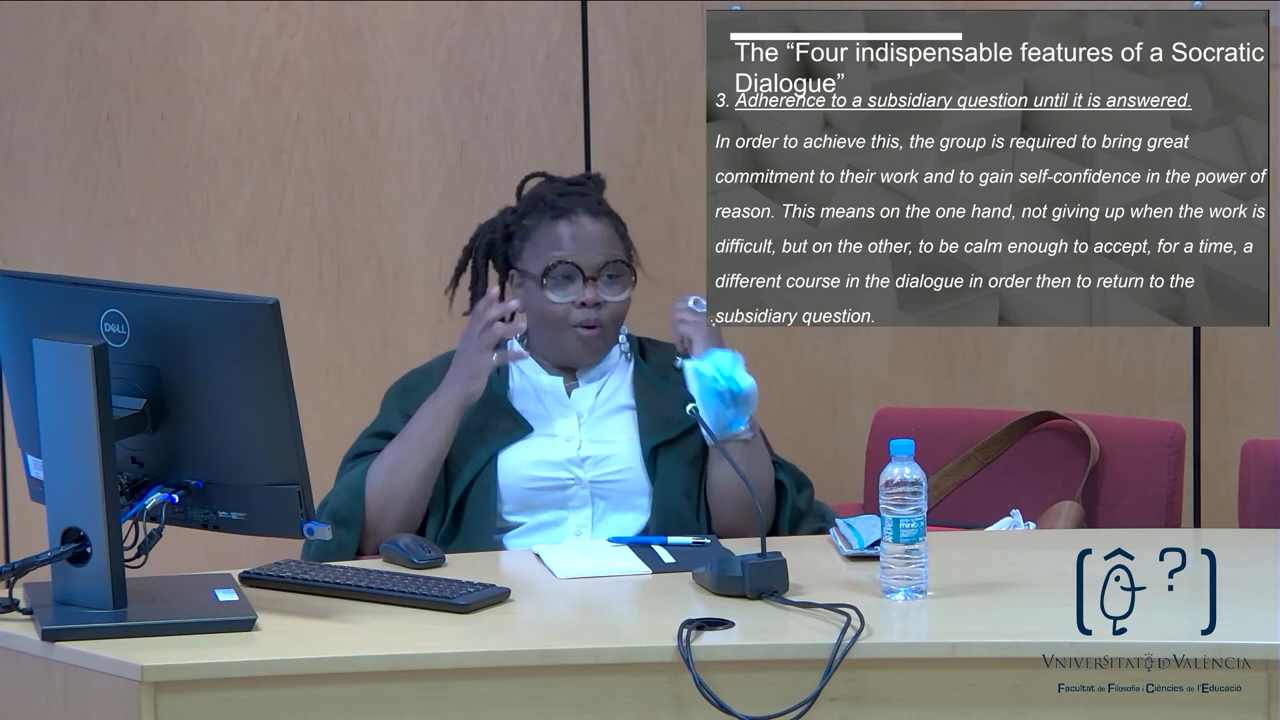 The “Four indispensable features of a Socratic
Dialogue”
3. Adherence to a subsidiary question until it is answered.
In order to achieve this, the group is required to bring great
commitment to their work and to gain self-confidence in the power of
reason. This means on the one hand, not giving up when the work is
difficult, but on the other, to be calm enough to accept, for a time, a
different course in the dialogue in order then to return to the
subsidiary question.
DELL
[ ? ]
VNIVERSITAT ID VALÈNCIA
Facultat de Filosofia i Ciències de l'Educació